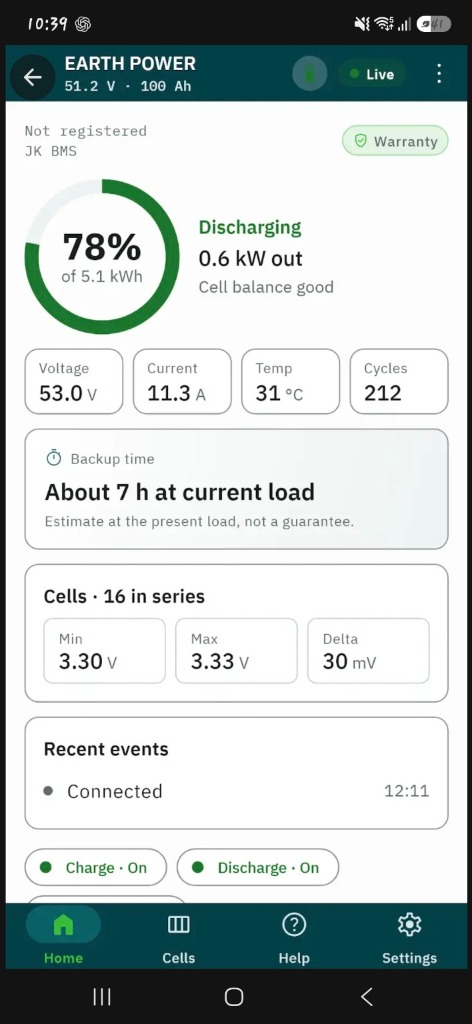 10:39
41
EARTH POWER
51.2 V · 100 Ah
Live
Not registered
JK BMS
Warranty
78%
of 5.1 kWh
Discharging
0.6 kW out
Cell balance good
Voltage
53.0 V
Current
11.3 A
Temp
31 °C
Cycles
212
Backup time
About 7 h at current load
Estimate at the present load, not a guarantee.
Cells · 16 in series
Min
3.30 V
Max
3.33 V
Delta
30 mV
Recent events
Connected 12:11
Charge · On
Discharge · On
Home
Cells
Help
Settings